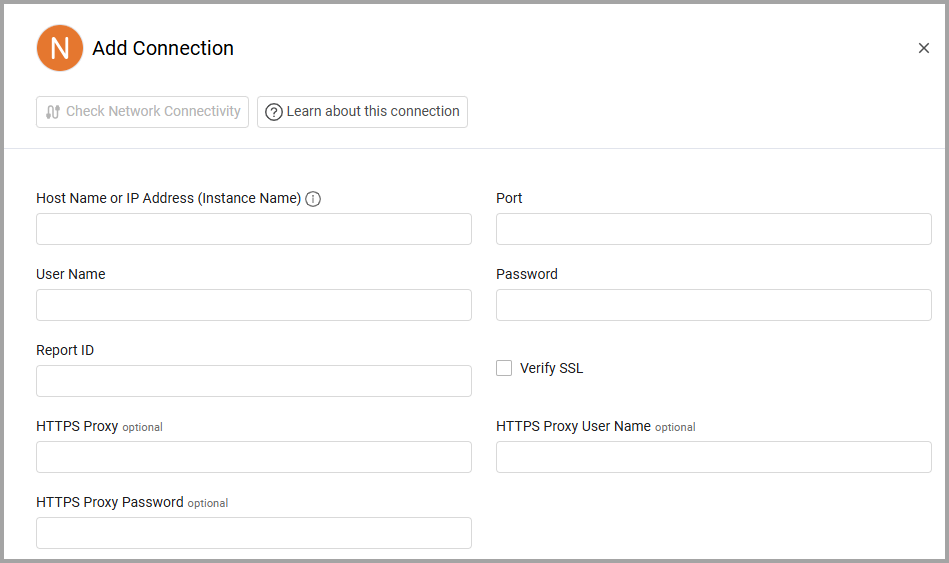 N Add Connection
Check Network Connectivity Learn about this connection
Host Name or IP Address (Instance Name) Port
User Name Password
Report ID
Verify SSL
HTTPS Proxy optional HTTPS Proxy User Name optional
HTTPS Proxy Password optional